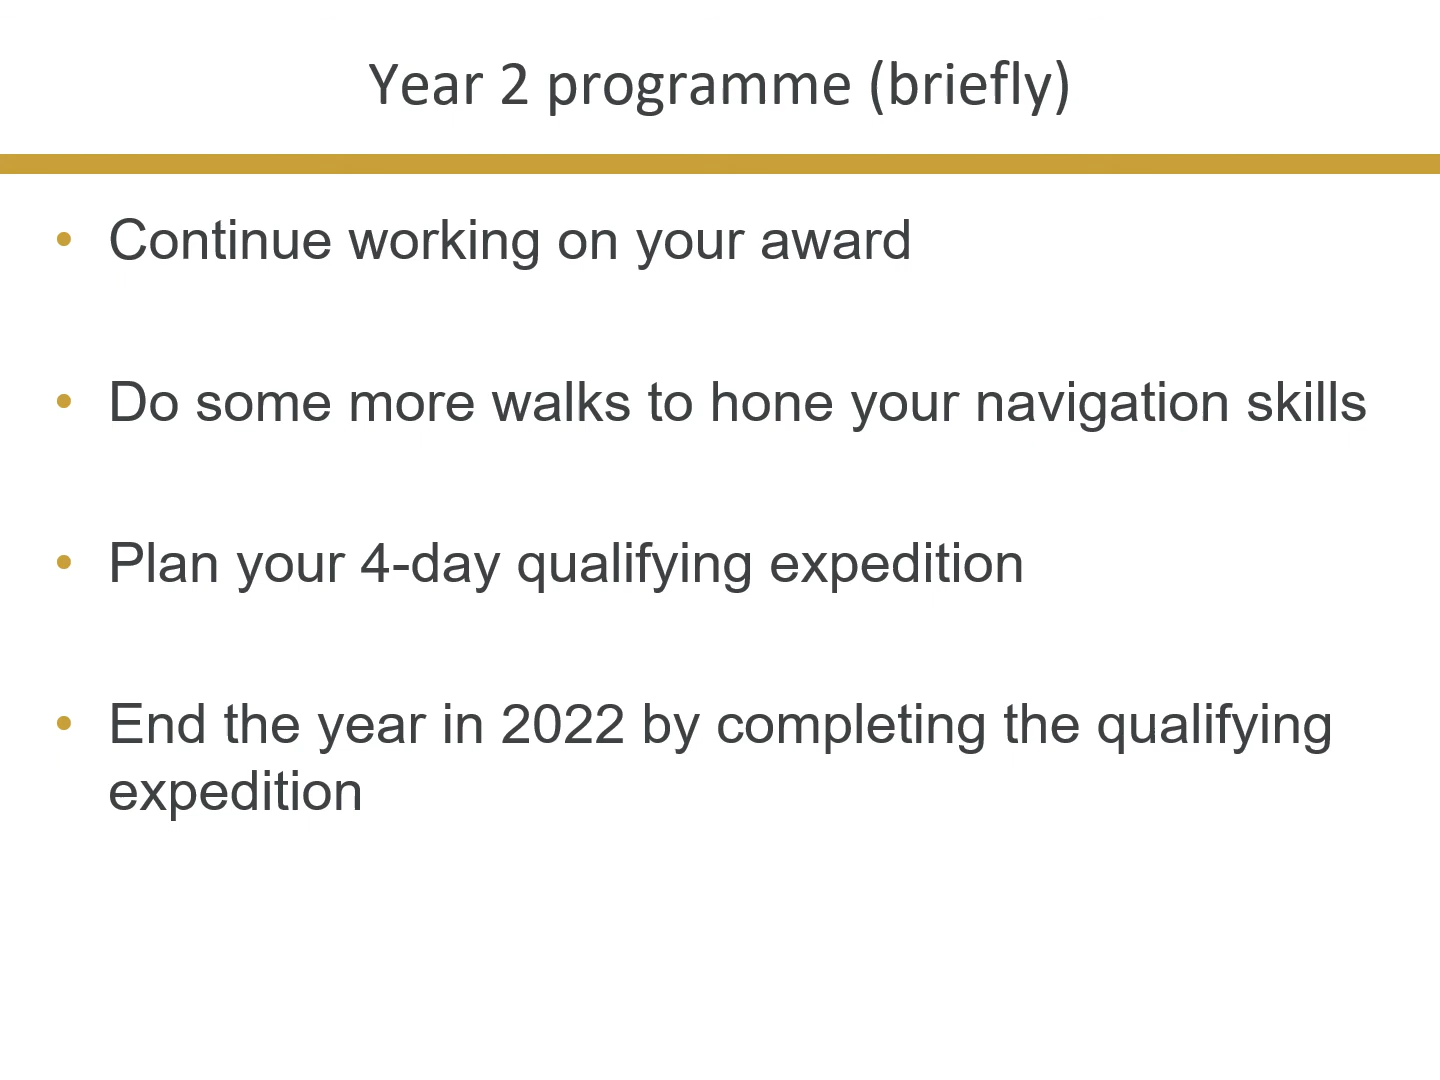 Year 2 programme (briefly)
• Continue working on your award
• Do some more walks to hone your navigation skills
• Plan your 4-day qualifying expedition
• End the year in 2022 by completing the qualifying
expedition